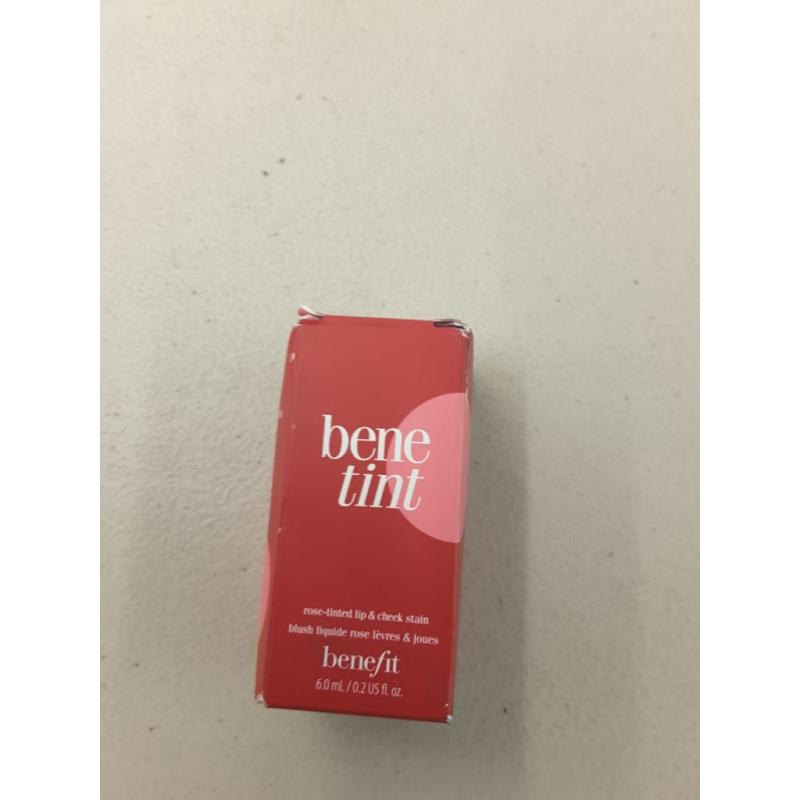 bene
tint
rose-tinted lip & cheek stain
blush liquide rose lèvres & joues
benefit
6.0 mL / 0.2 US fl. oz.